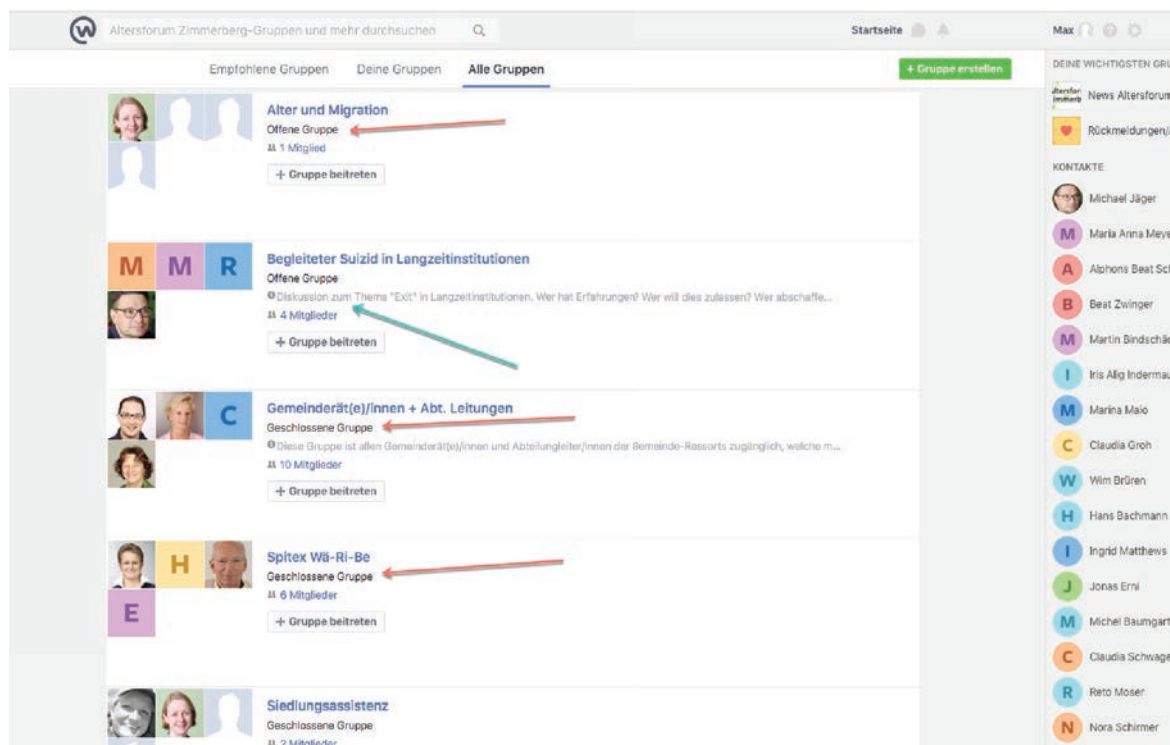 Altersforum Zimmerberg-Gruppen und mehr durchsuchen
Startseite
Max
Empfohlene Gruppen Deine Gruppen Alle Gruppen
+ Gruppe erstellen
Alter und Migration
Offene Gruppe
1 Mitglied
+ Gruppe beitreten
M M R
Begleiteter Suizid in Langzeitinstitutionen
Offene Gruppe
Diskussion zum Thema "Exit" in Langzeitinstitutionen. Wer hat Erfahrungen? Wer will dies zulassen? Wer abschaffe...
4 Mitglieder
+ Gruppe beitreten
C
Gemeinderät(e)/innen + Abt. Leitungen
Geschlossene Gruppe
Diese Gruppe ist allen Gemeinderät(e)/innen und Abteilungleiter/innen der Gemeinde-Ressorts zugänglich, welche m...
10 Mitglieder
+ Gruppe beitreten
H
E
Spitex Wä-Ri-Be
Geschlossene Gruppe
6 Mitglieder
+ Gruppe beitreten
Siedlungsassistenz
Geschlossene Gruppe
2 Mitglieder
DEINE WICHTIGSTEN GRU
News Altersforum
Rückmeldungen/
KONTAKTE
Michael Jäger
M Maria Anna Meye
A Alphons Beat Sch
B Beat Zwinger
M Martin Bindschäd
I Iris Alig Indermau
M Marina Maio
C Claudia Groh
W Wim Brüren
H Hans Bachmann
I Ingrid Matthews
J Jonas Erni
M Michel Baumgart
C Claudia Schwage
R Reto Moser
N Nora Schirmer